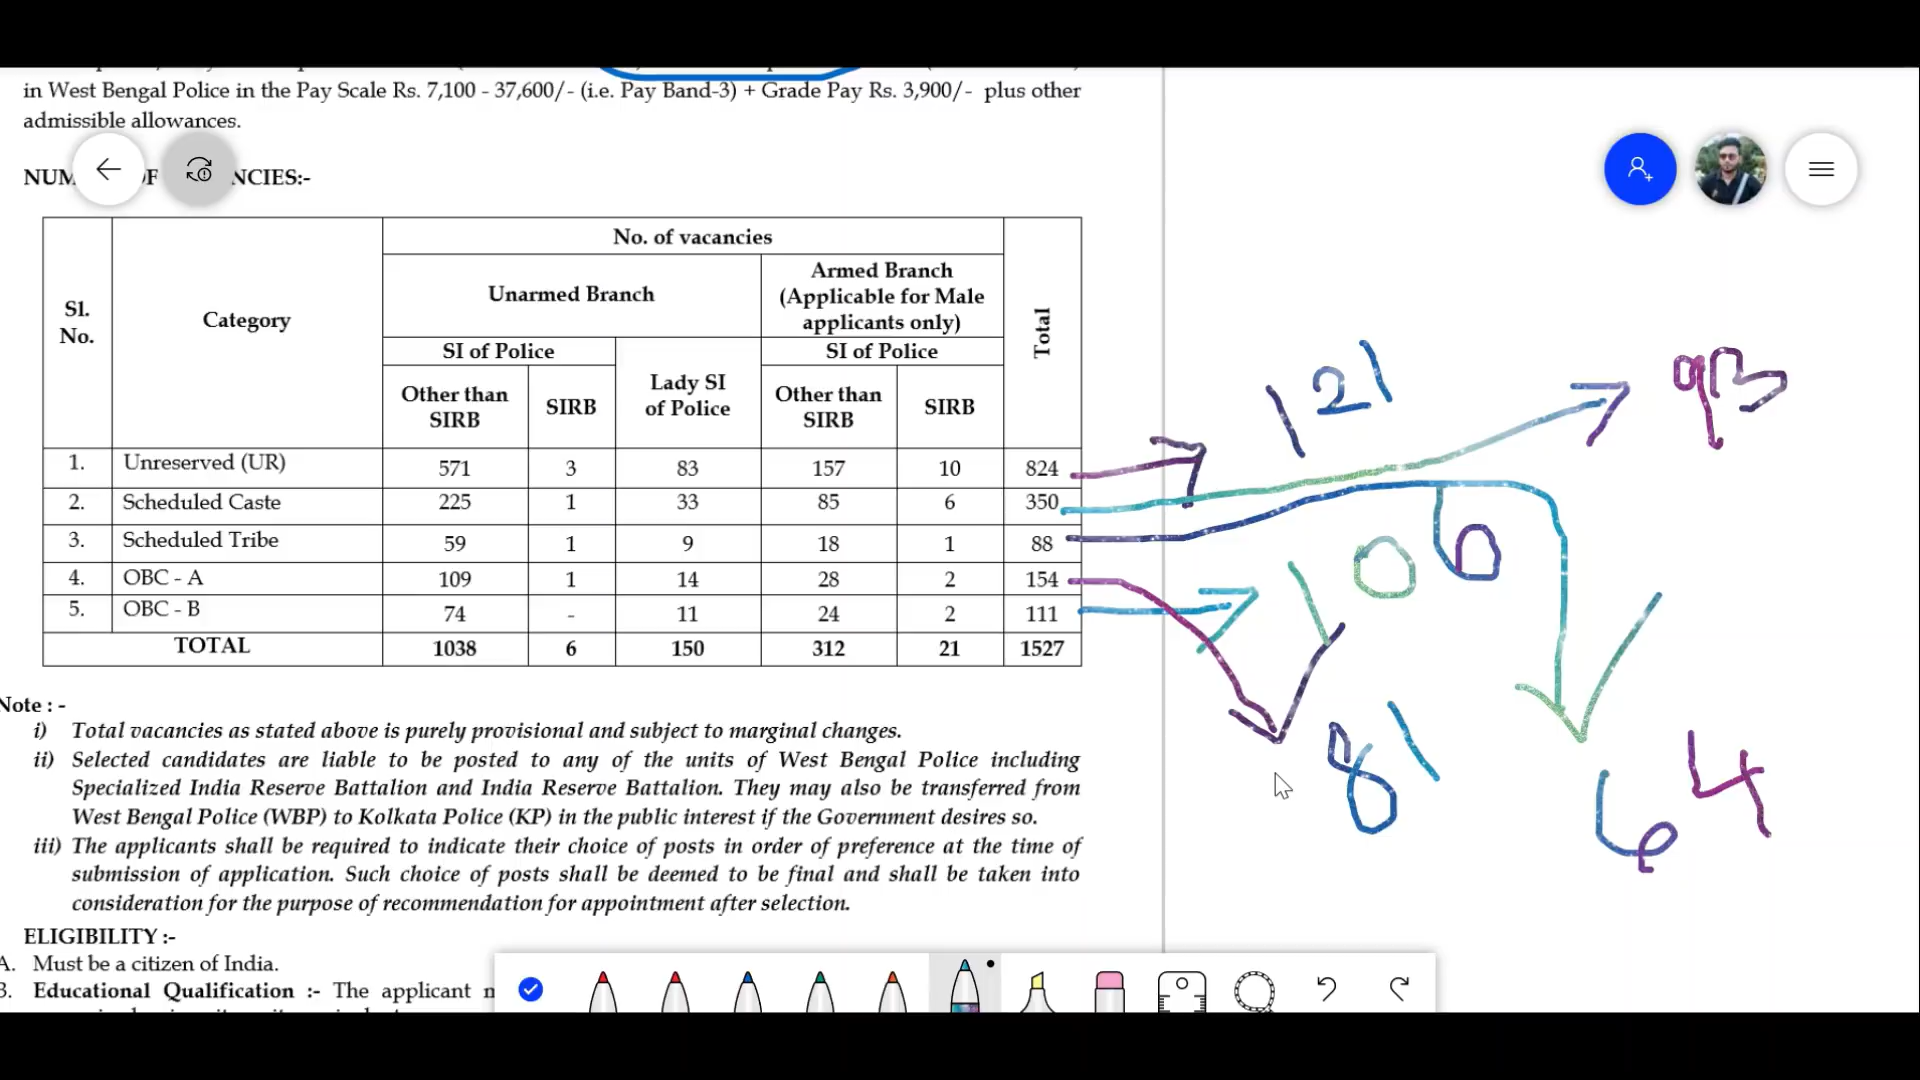 in West Bengal Police in the Pay Scale Rs. 7,100 - 37,600/- (i.e. Pay Band-3) + Grade Pay Rs. 3,900/- plus other
admissible allowances.
NUM OF NCIES:-
Sl. No. Category No. of vacancies Total
Unarmed Branch Armed Branch (Applicable for Male applicants only)
SI of Police Lady SI of Police SI of Police
Other than SIRB SIRB Other than SIRB SIRB
1. Unreserved (UR) 571 3 83 157 10 824
2. Scheduled Caste 225 1 33 85 6 350
3. Scheduled Tribe 59 1 9 18 1 88
4. OBC - A 109 1 14 28 2 154
5. OBC - B 74 - 11 24 2 111
TOTAL 1038 6 150 312 21 1527
121
93
106
81
64
Note : -
i) Total vacancies as stated above is purely provisional and subject to marginal changes.
ii) Selected candidates are liable to be posted to any of the units of West Bengal Police including
Specialized India Reserve Battalion and India Reserve Battalion. They may also be transferred from
West Bengal Police (WBP) to Kolkata Police (KP) in the public interest if the Government desires so.
iii) The applicants shall be required to indicate their choice of posts in order of preference at the time of
submission of application. Such choice of posts shall be deemed to be final and shall be taken into
consideration for the purpose of recommendation for appointment after selection.
ELIGIBILITY :-
A. Must be a citizen of India.
3. Educational Qualification :- The applicant